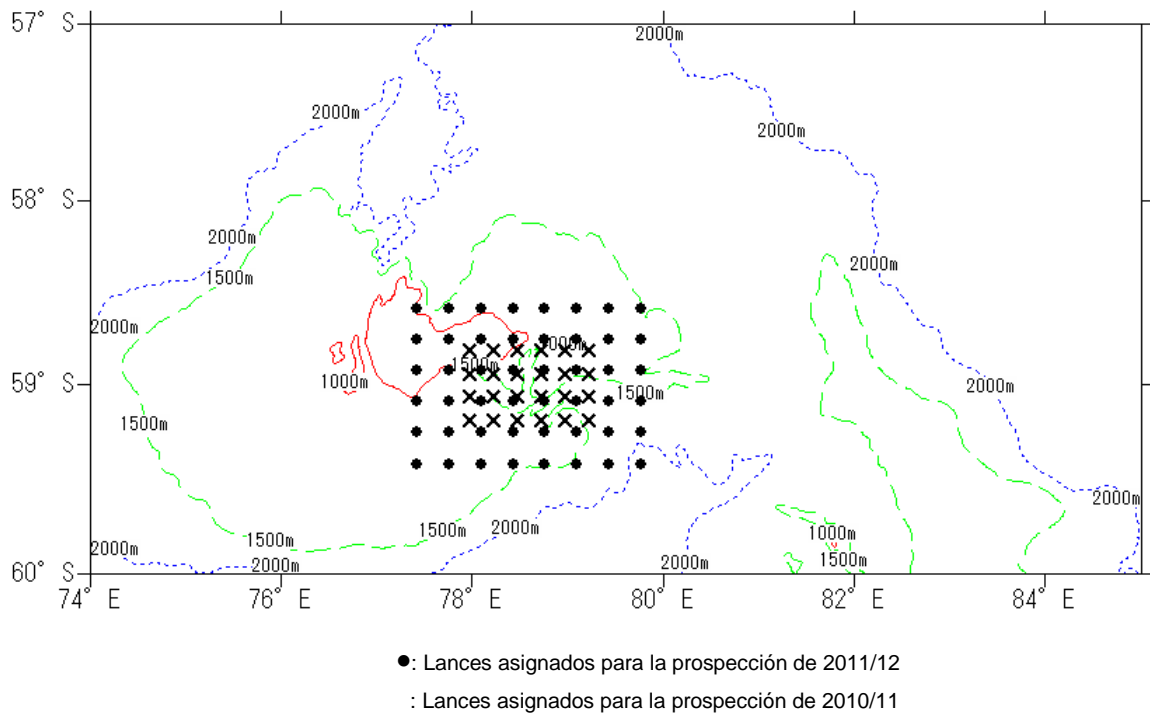 57° S
2000m
2000m
2000m
58° S
2000m
1500m
2000m
2000m
2000m
1500m
59° S
1000m
1500m
2000m
1500m
1500m
2000m
2000m
1500m
1000m
2000m
1500m
2000m
60° S
74° E
76° E
78° E
80° E
82° E
84° E
●: Lances asignados para la prospección de 2011/12
: Lances asignados para la prospección de 2010/11